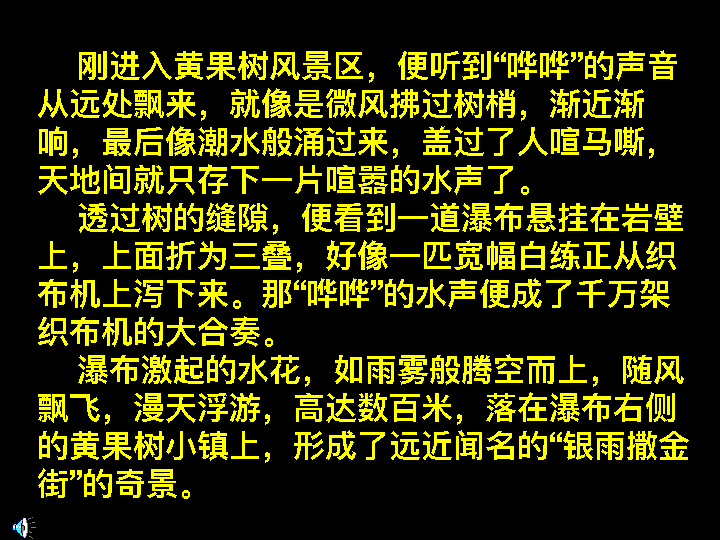 刚进入黄果树风景区，便听到“哗哗”的声音
从远处飘来，就像是微风拂过树梢，渐近渐
响，最后像潮水般涌过来，盖过了人喧马嘶，
天地间就只存下一片喧嚣的水声了。
透过树的缝隙，便看到一道瀑布悬挂在岩壁
上，上面折为三叠，好像一匹宽幅白练正从织
布机上泻下来。那“哗哗”的水声便成了千万架
织布机的大合奏。
瀑布激起的水花，如雨雾般腾空而上，随风
飘飞，漫天浮游，高达数百米，落在瀑布右侧
的黄果树小镇上，形成了远近闻名的“银雨撒金
街”的奇景。